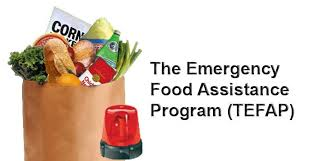 CORN
The Emergency
Food Assistance
Program (TEFAP)